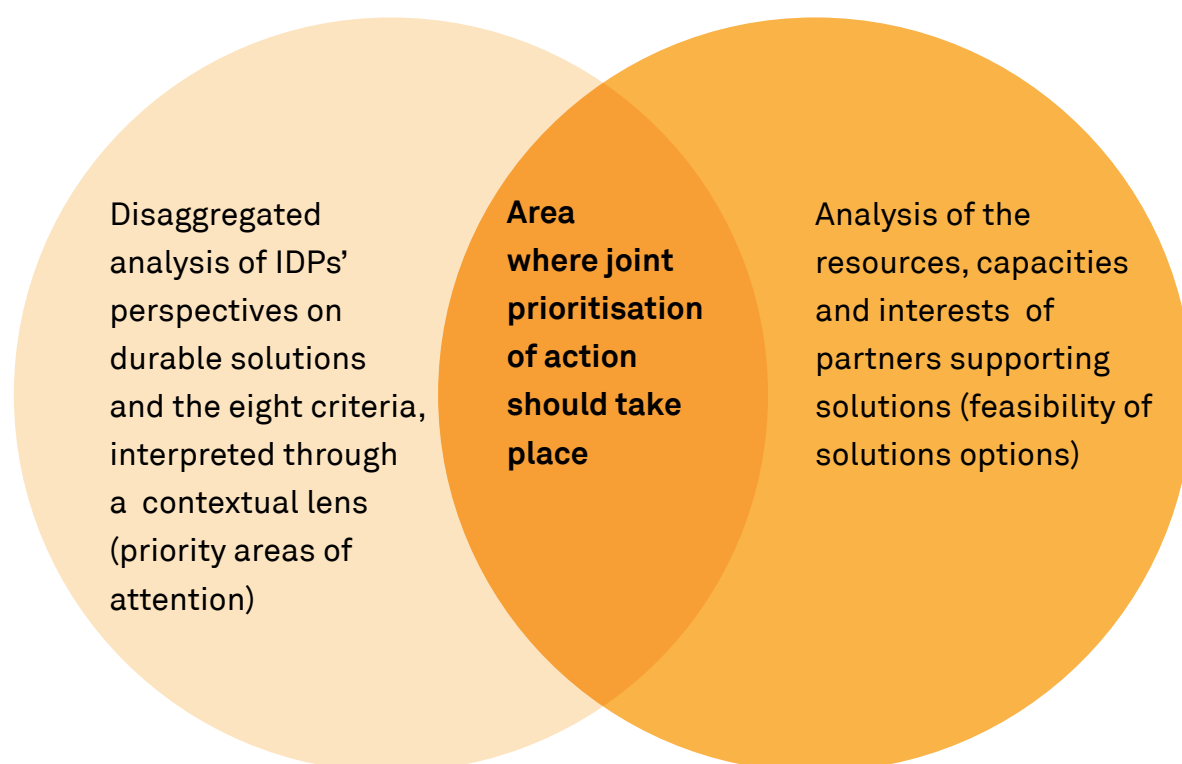 Disaggregated
analysis of IDPs’
perspectives on
durable solutions
and the eight criteria,
interpreted through
a contextual lens
(priority areas of
attention)
Area
where joint
prioritisation
of action
should take
place
Analysis of the
resources, capacities
and interests of
partners supporting
solutions (feasibility of
solutions options)